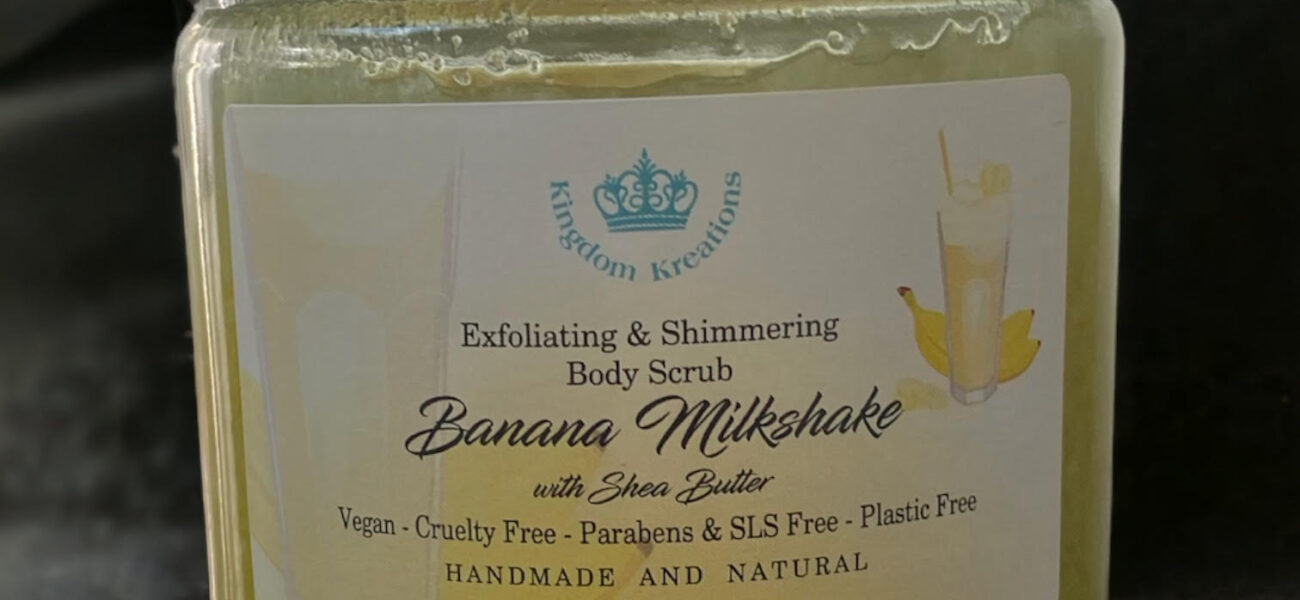 Kingdom Kreations
Exfoliating & Shimmering
Body Scrub
Banana Milkshake
with Shea Butter
Vegan - Cruelty Free - Parabens & SLS Free - Plastic Free
HANDMADE AND NATURAL